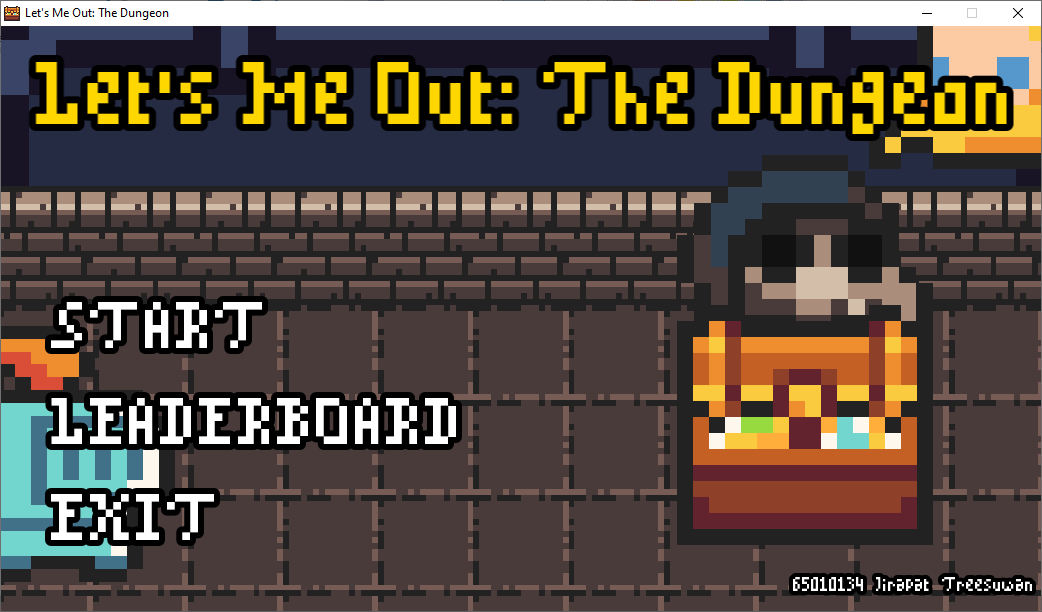 Let's Me Out: The Dungeon
Let's Me Out: The Dungeon
START
LEADERBOARD
EXIT
65010134 Jirapat Treesuwan